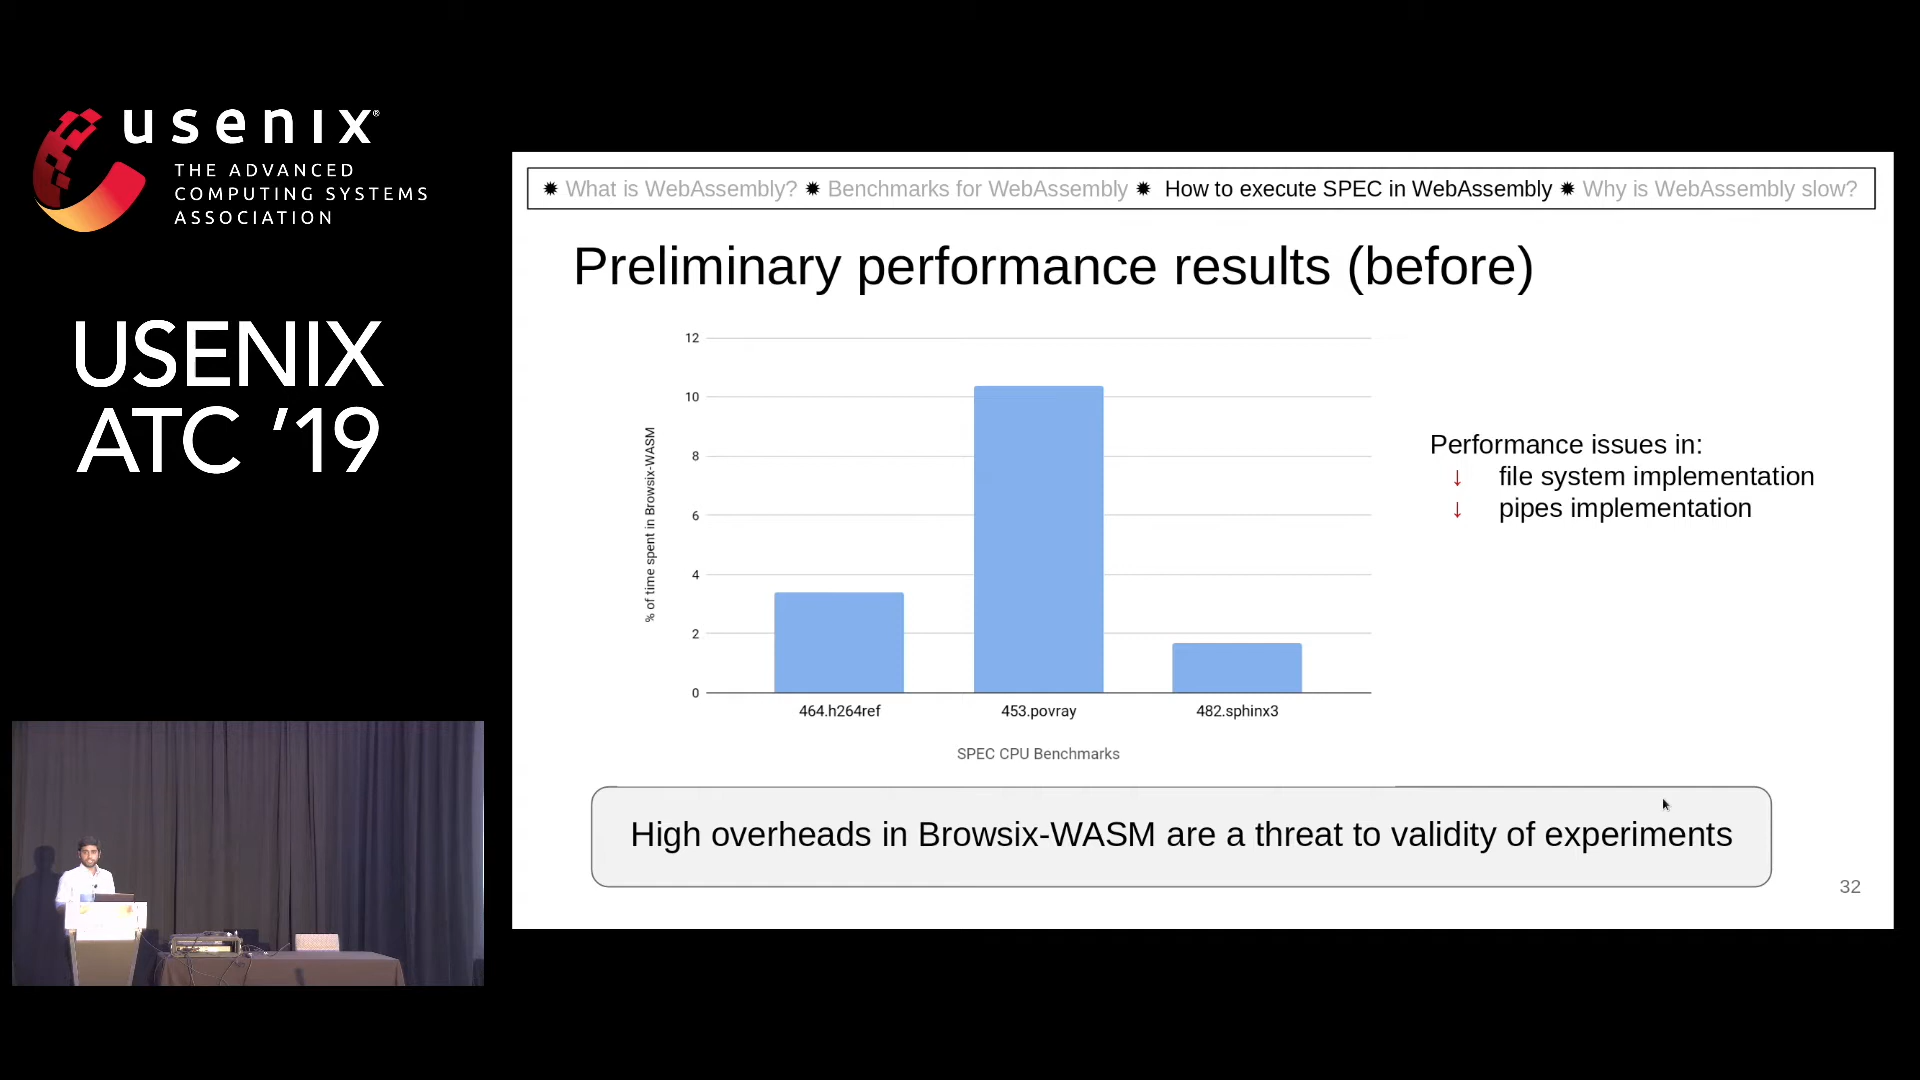 usenix®
THE ADVANCED
COMPUTING SYSTEMS
ASSOCIATION
USENIX
ATC ’19
✹ What is WebAssembly? ✹ Benchmarks for WebAssembly ✹ How to execute SPEC in WebAssembly ✹ Why is WebAssembly slow?
Preliminary performance results (before)
% of time spent in Browsix-WASM
12
10
8
6
4
2
0
464.h264ref 453.povray 482.sphinx3
SPEC CPU Benchmarks
Performance issues in:
↓ file system implementation
↓ pipes implementation
High overheads in Browsix-WASM are a threat to validity of experiments
32